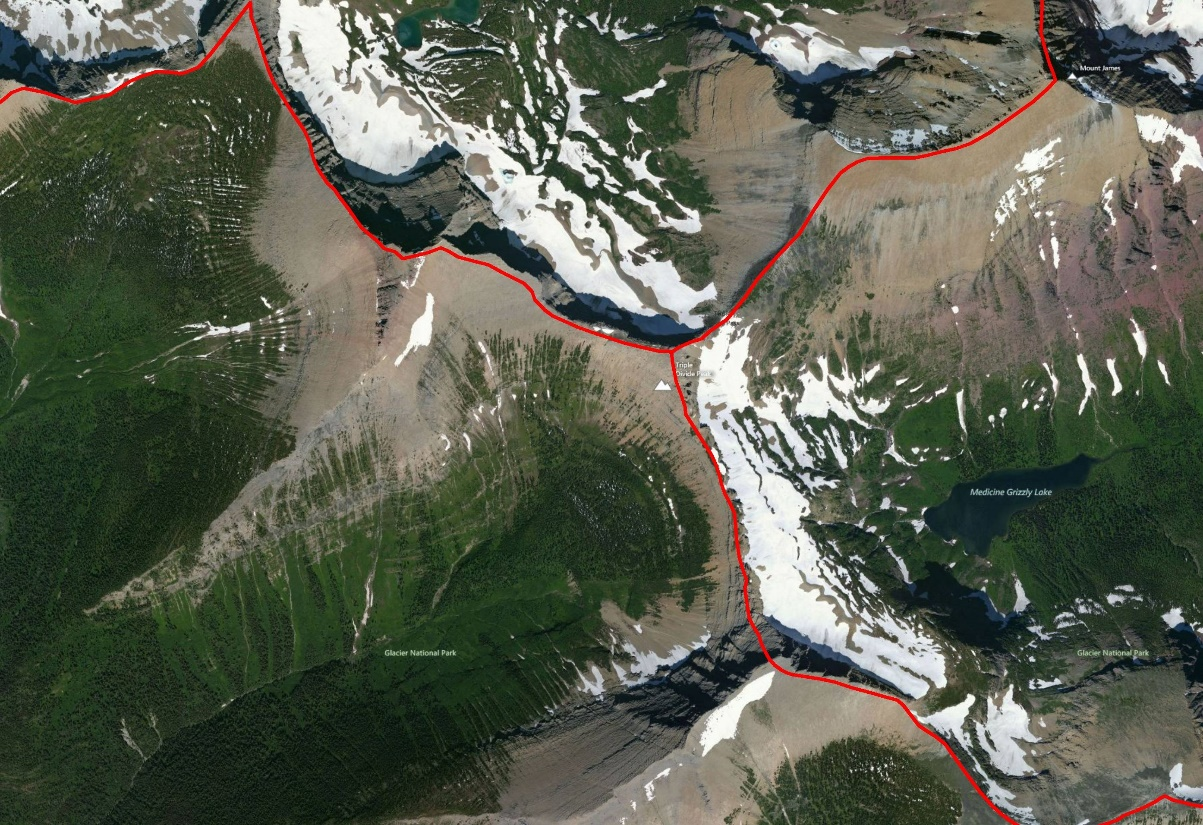 Mount James
Triple
Divide Peak
Medicine Grizzly Lake
Glacier National Park
Glacier National Park